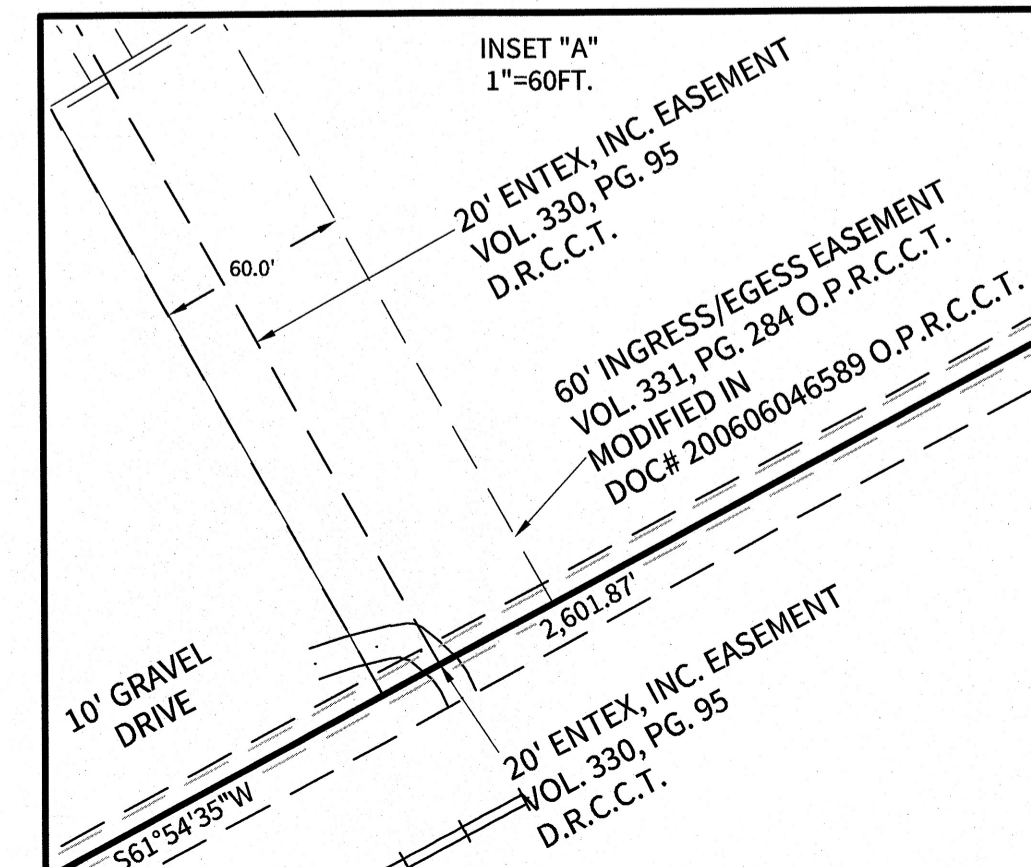 INSET "A"
1"=60FT.
20' ENTEX, INC. EASEMENT
VOL. 330, PG. 95
D.R.C.C.T.
60.0'
60' INGRESS/EGESS EASEMENT
VOL. 331, PG. 284 O.P.R.C.C.T.
MODIFIED IN
DOC# 200606046589 O.P.R.C.C.T.
2,601.87'
10' GRAVEL
DRIVE
20' ENTEX, INC. EASEMENT
VOL. 330, PG. 95
D.R.C.C.T.
S61°54'35"W